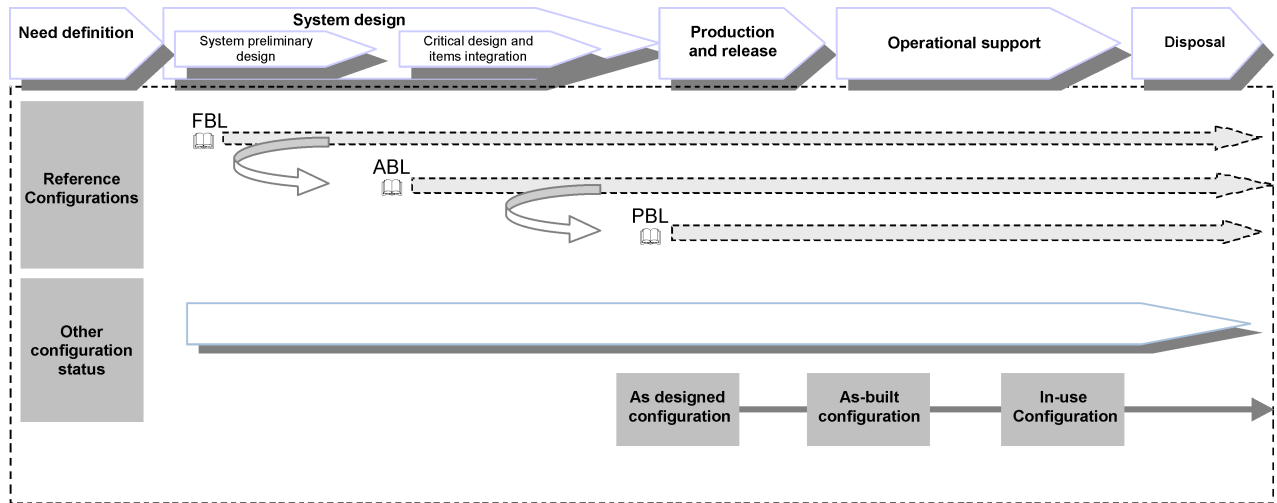 Need definition
System design
System preliminary
design
Critical design and
items integration
Production
and release
Operational support
Disposal
Reference
Configurations
FBL
ABL
PBL
Other
configuration
status
As designed
configuration
As-built
configuration
In-use
Configuration